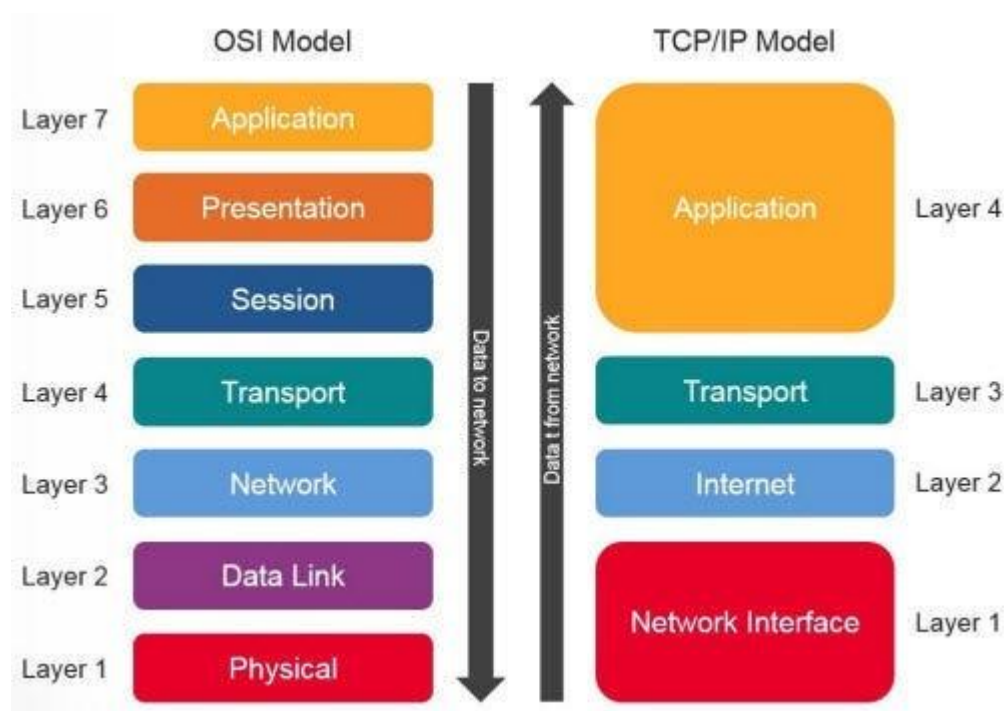 OSI Model
TCP/IP Model
Layer 7
Application
Layer 6
Presentation
Layer 5
Session
Layer 4
Transport
Layer 3
Network
Layer 2
Data Link
Layer 1
Physical
Data to network
Data t from network
Application
Layer 4
Transport
Layer 3
Internet
Layer 2
Network Interface
Layer 1